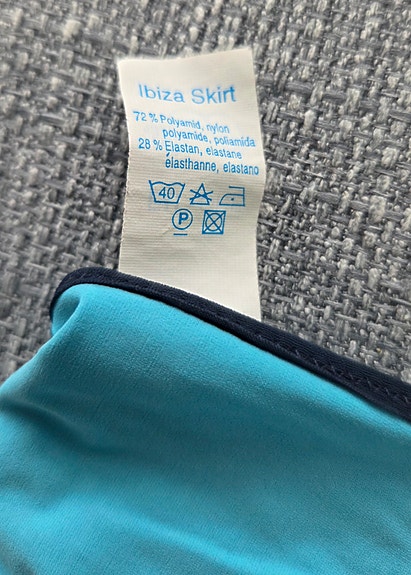 Ibiza Skirt
72 % Polyamid, nylon
polyamide, poliamida
28 % Elastan, elastane
élasthanne, elastano
40
P